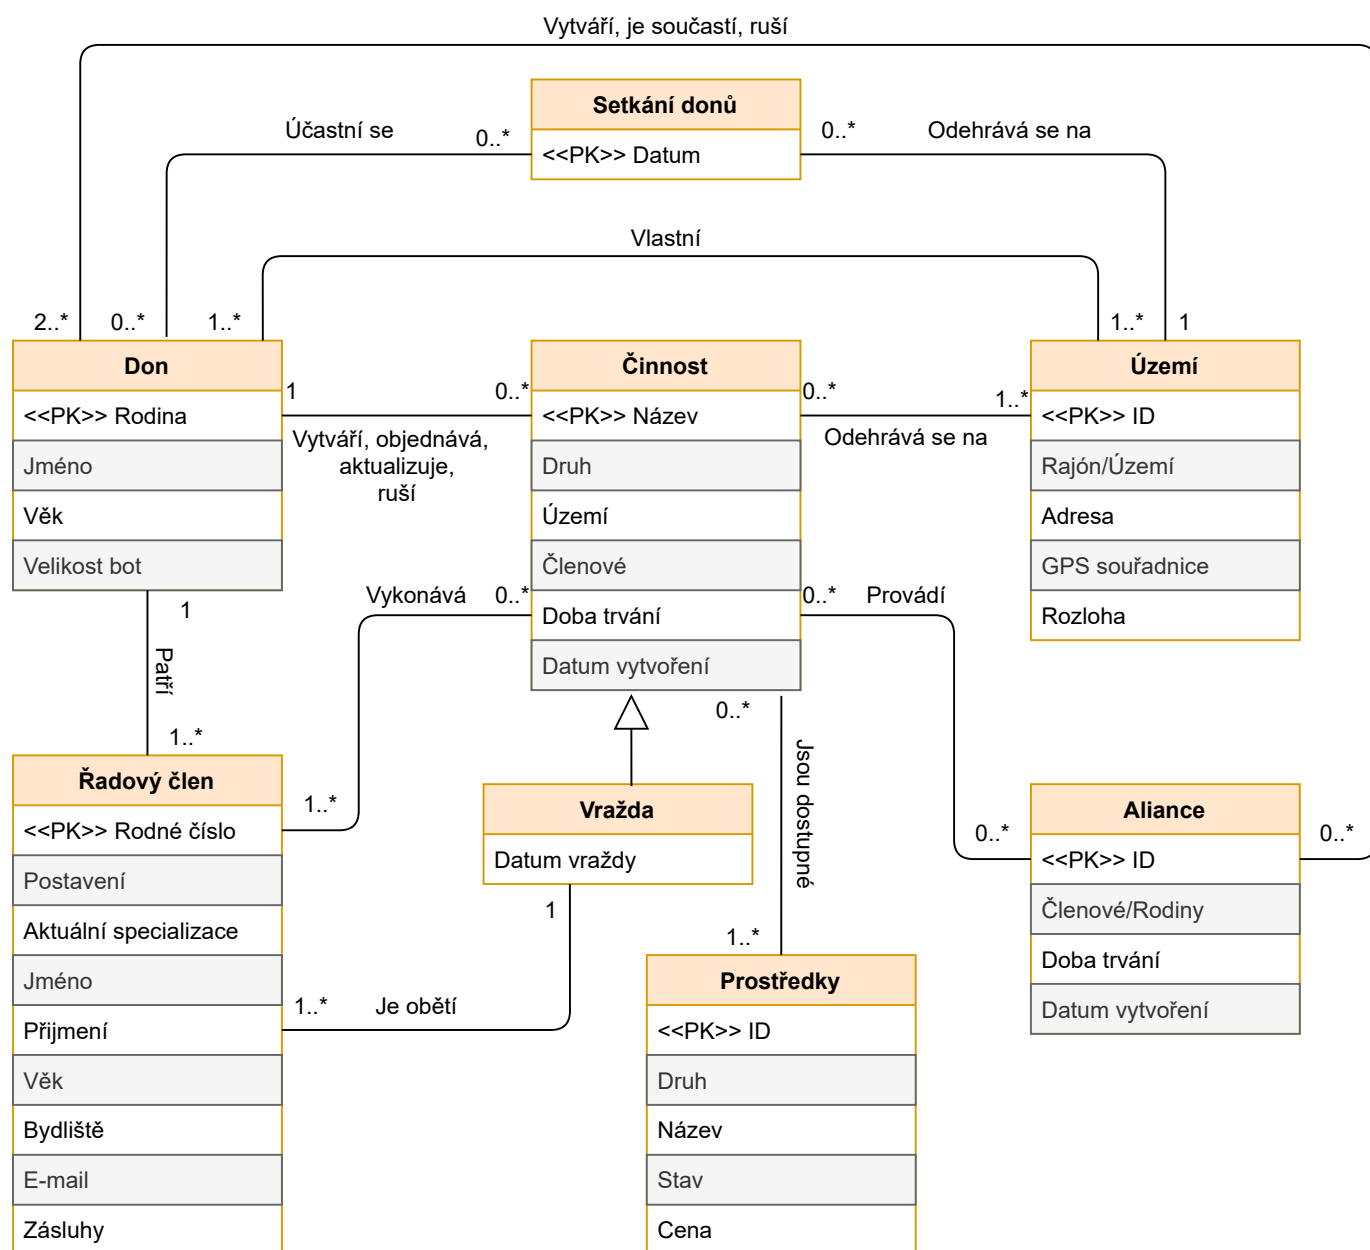 Vytváří, je součastí, ruší
Setkání donů
<<PK>> Datum
Účastní se
0..*
0..*
Odehrává se na
Vlastní
2..*
0..*
1..*
1..*
1
Don
<<PK>> Rodina
Jméno
Věk
Velikost bot
1
0..*
Vytváří, objednává,
aktualizuje,
ruší
Činnost
<<PK>> Název
Druh
Území
Členové
Doba trvání
Datum vytvoření
0..*
1..*
Odehrává se na
Území
<<PK>> ID
Rajón/Území
Adresa
GPS souřadnice
Rozloha
Vykonává
0..*
0..*
Provádí
1
Patří
1..*
0..*
Jsou dostupné
1..*
Řadový člen
<<PK>> Rodné číslo
Postavení
Aktuální specializace
Jméno
Přijmení
Věk
Bydliště
E-mail
Zásluhy
1..*
Vražda
Datum vraždy
1
1..*
Je obětí
Prostředky
<<PK>> ID
Druh
Název
Stav
Cena
0..*
0..*
Aliance
<<PK>> ID
Členové/Rodiny
Doba trvání
Datum vytvoření